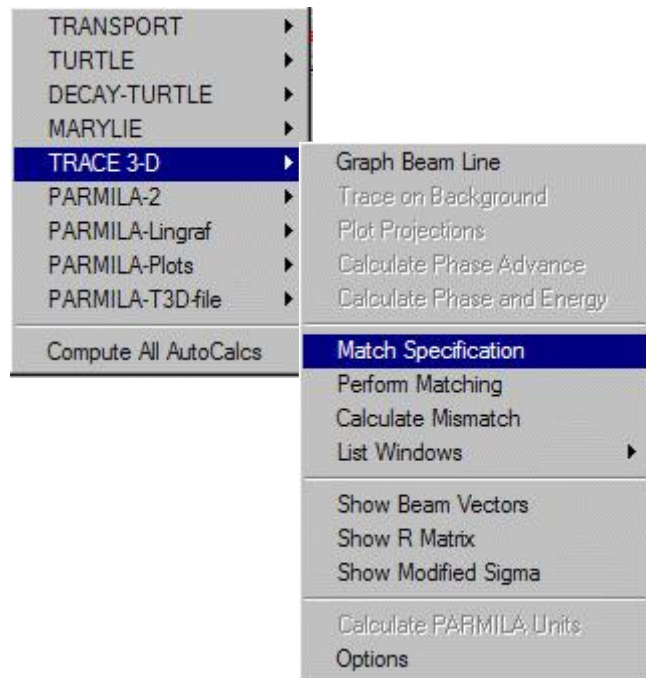 TRANSPORT
TURTLE
DECAY-TURTLE
MARYLIE
TRACE 3-D
PARMILA-2
PARMILA-Lingraf
PARMILA-Plots
PARMILA-T3D-file
Compute All AutoCalcs
Graph Beam Line
Trace on Background
Plot Projections
Calculate Phase Advance
Calculate Phase and Energy
Match Specification
Perform Matching
Calculate Mismatch
List Windows
Show Beam Vectors
Show R Matrix
Show Modified Sigma
Calculate PARMILA Units
Options